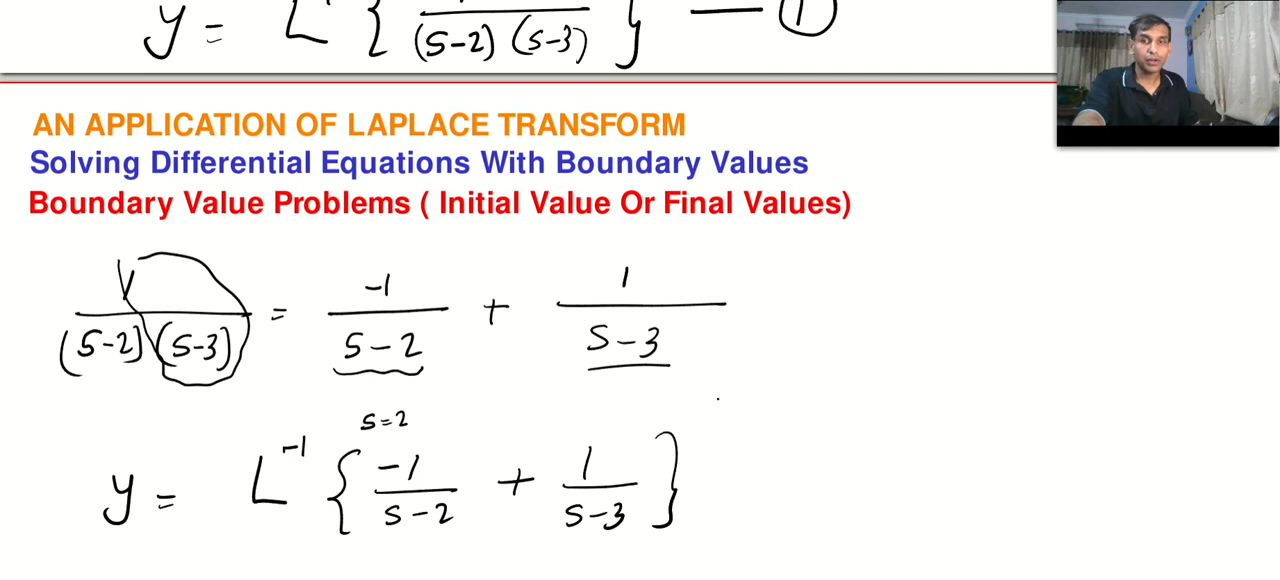 y = L { (s-2) (s-3) } — 1
AN APPLICATION OF LAPLACE TRANSFORM
Solving Differential Equations With Boundary Values
Boundary Value Problems ( Initial Value Or Final Values)
1/((s-2)(s-3)) = -1/(s-2) + 1/(s-3)
s=2
y = L⁻¹ { -1/(s-2) + 1/(s-3) }